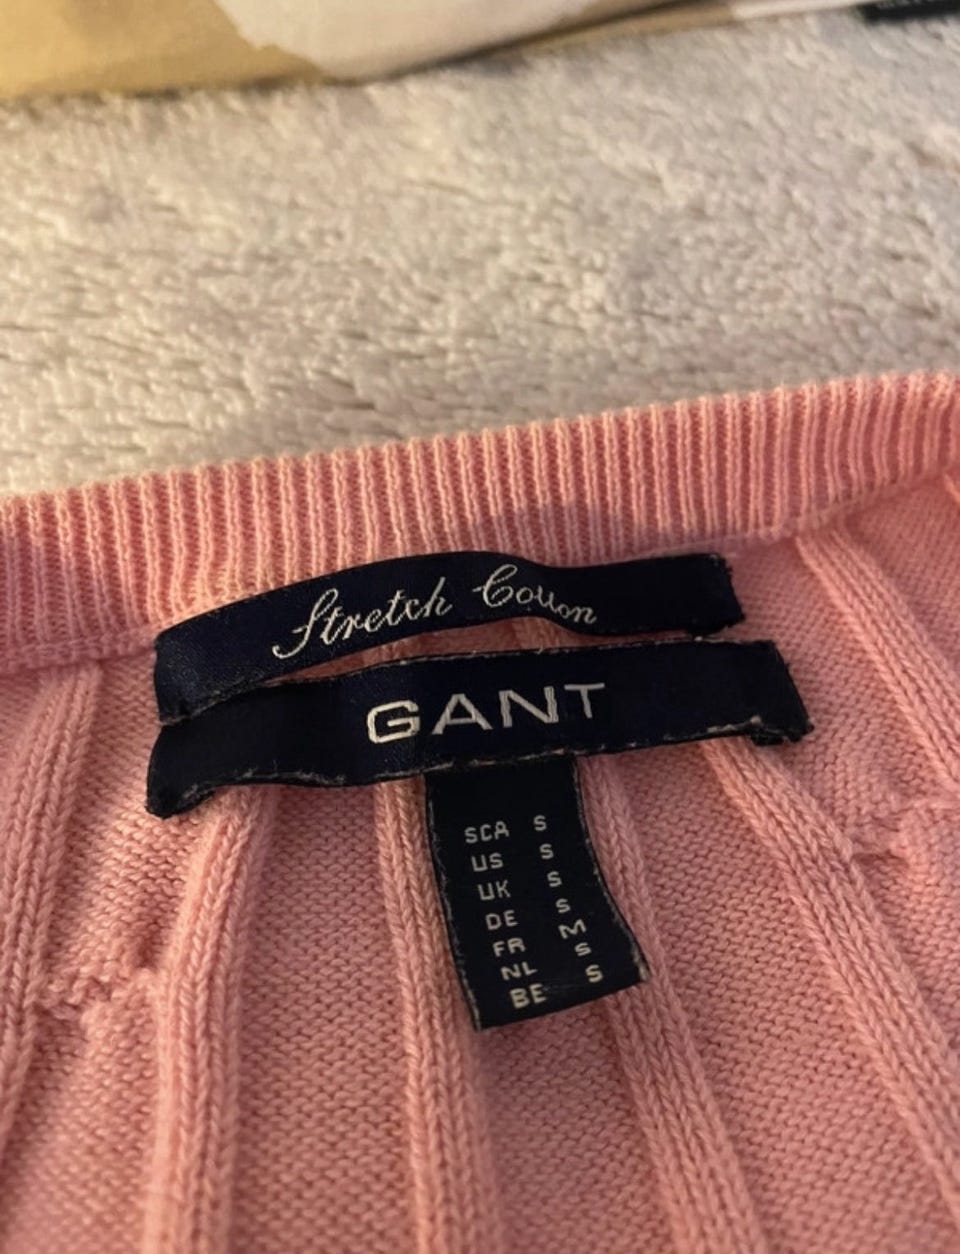 Stretch Cotton
GANT
SCA S
US S
UK S
DE S
FR M
NL S
BE S